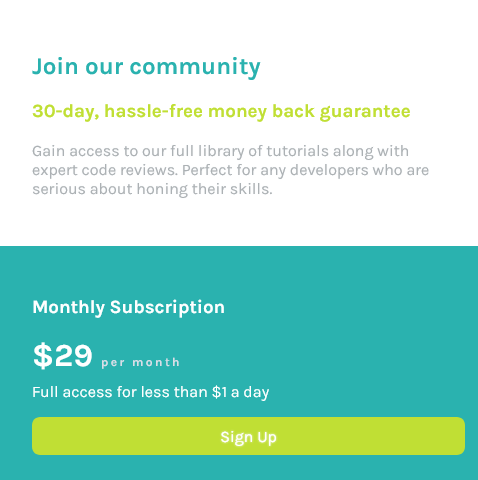 Join our community
30-day, hassle-free money back guarantee
Gain access to our full library of tutorials along with
expert code reviews. Perfect for any developers who are
serious about honing their skills.
Monthly Subscription
$29 per month
Full access for less than $1 a day
Sign Up